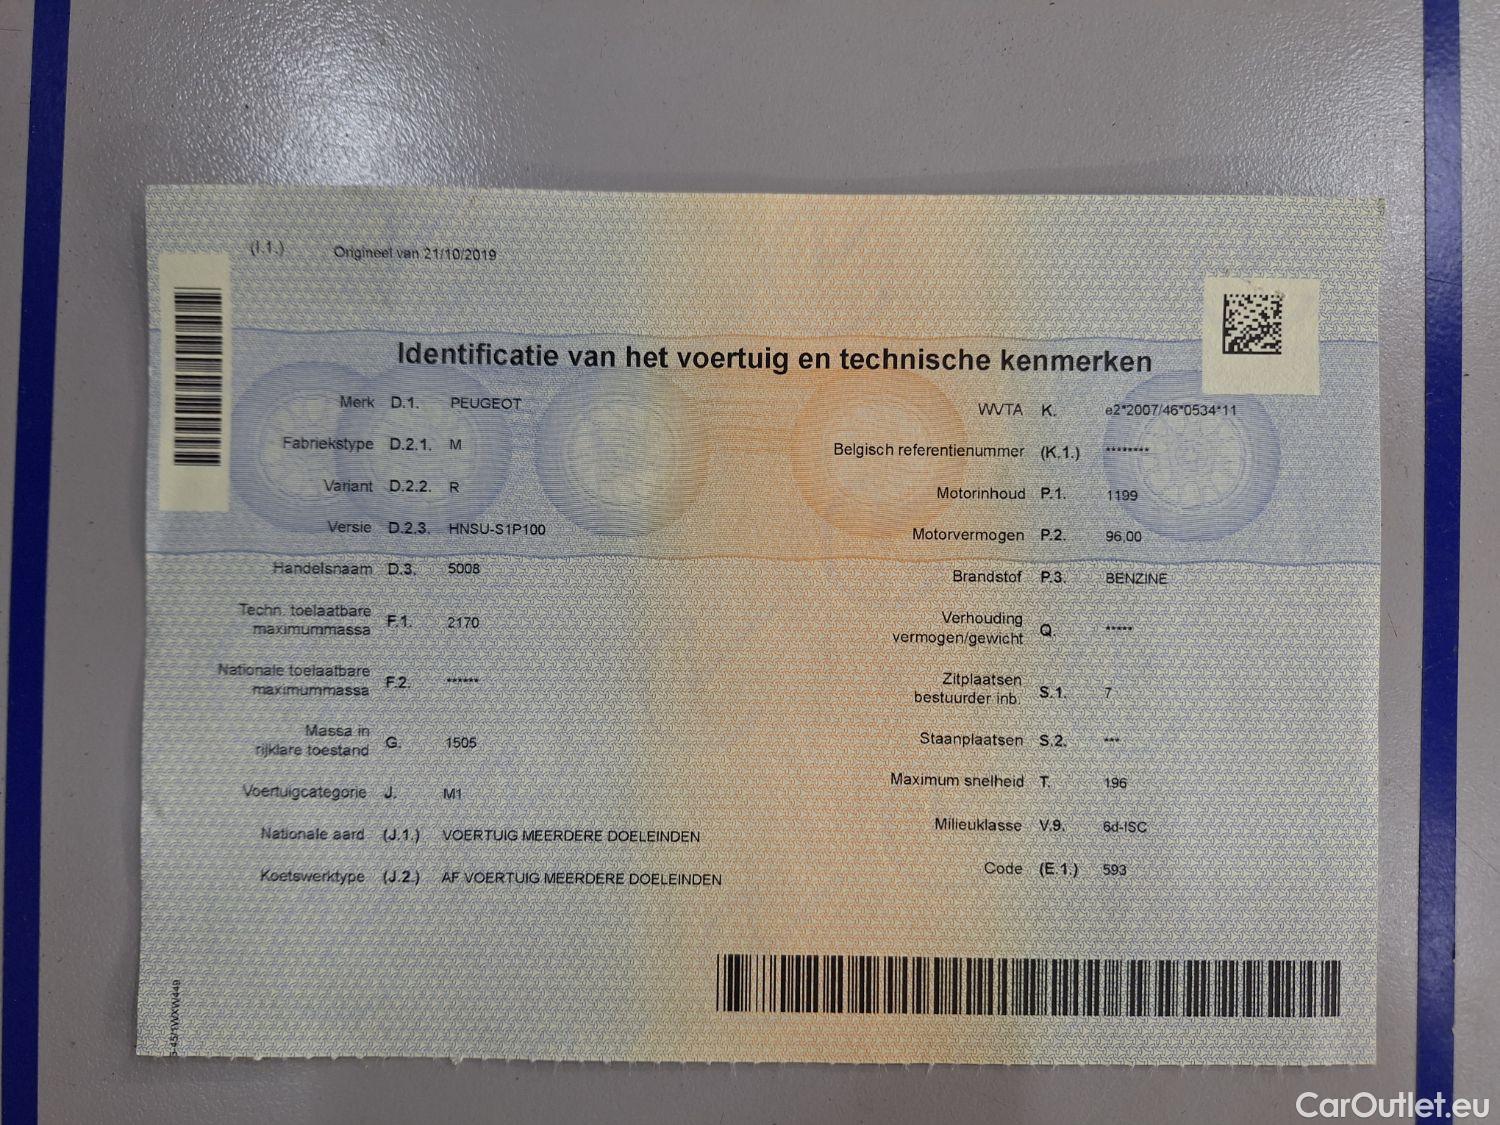 (I.1.) Origineel van 21/10/2019
Identificatie van het voertuig en technische kenmerken
Merk D.1. PEUGEOT
Fabriekstype D.2.1. M
Variant D.2.2. R
Versie D.2.3. HNSU-S1P100
Handelsnaam D.3. 5008
Techn. toelaatbare
maximummassa F.1. 2170
Nationale toelaatbare
maximummassa F.2. ******
Massa in
rijklare toestand G. 1505
Voertuigcategorie J. M1
Nationale aard (J.1.) VOERTUIG MEERDERE DOELEINDEN
Koetswerktype (J.2.) AF VOERTUIG MEERDERE DOELEINDEN
WVTA K. e2*2007/46*0534*11
Belgisch referentienummer (K.1.) ********
Motorinhoud P.1. 1199
Motorvermogen P.2. 96,00
Brandstof P.3. BENZINE
Verhouding
vermogen/gewicht Q. *****
Zitplaatsen
bestuurder inb. S.1. 7
Staanplaatsen S.2. ***
Maximum snelheid T. 196
Milieuklasse V.9. 6d-ISC
Code (E.1.) 593
CarOutlet.eu